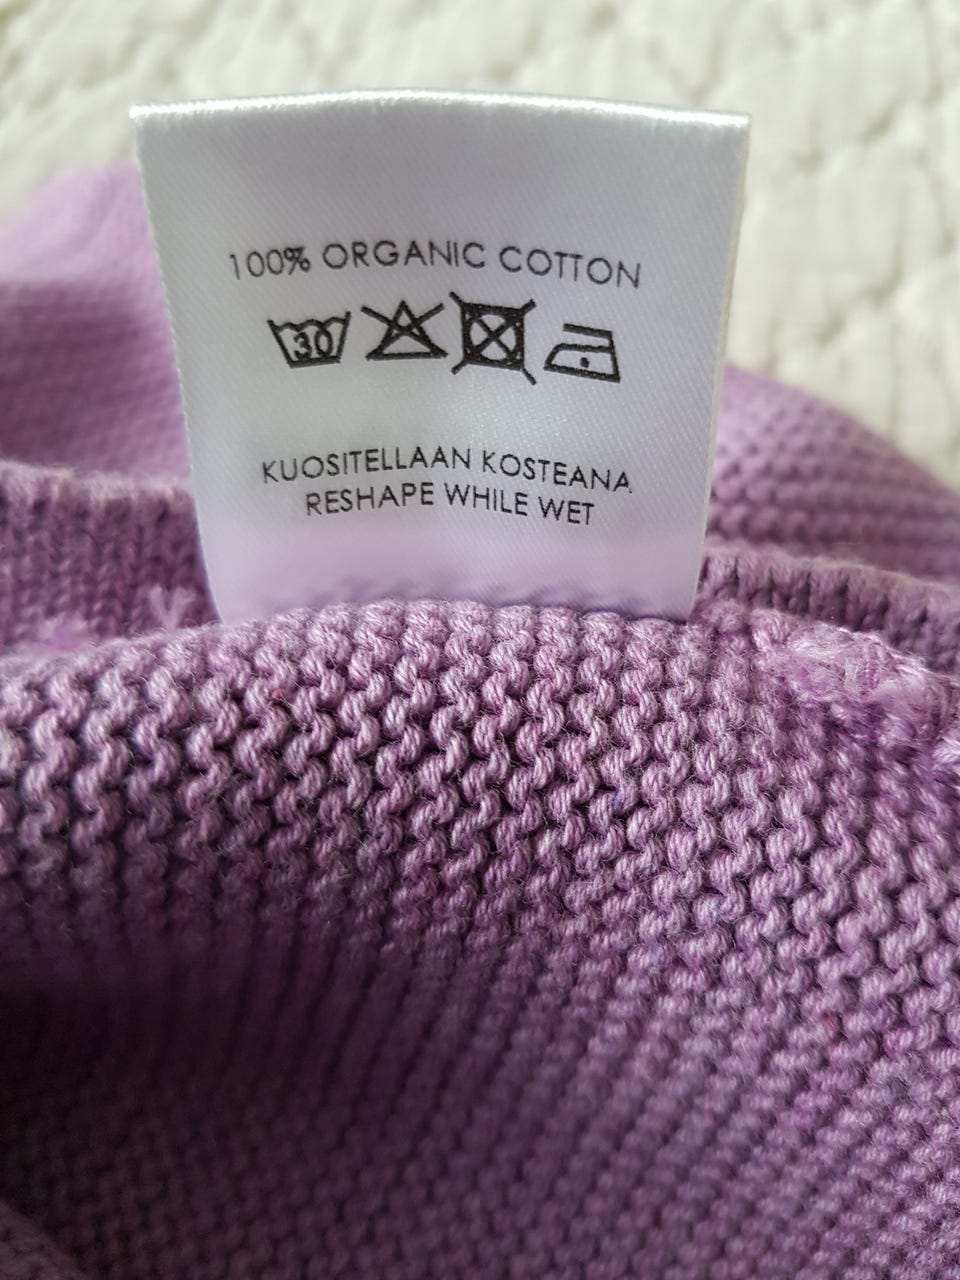 100% ORGANIC COTTON
30
KUOSITELLAAN KOSTEANA
RESHAPE WHILE WET